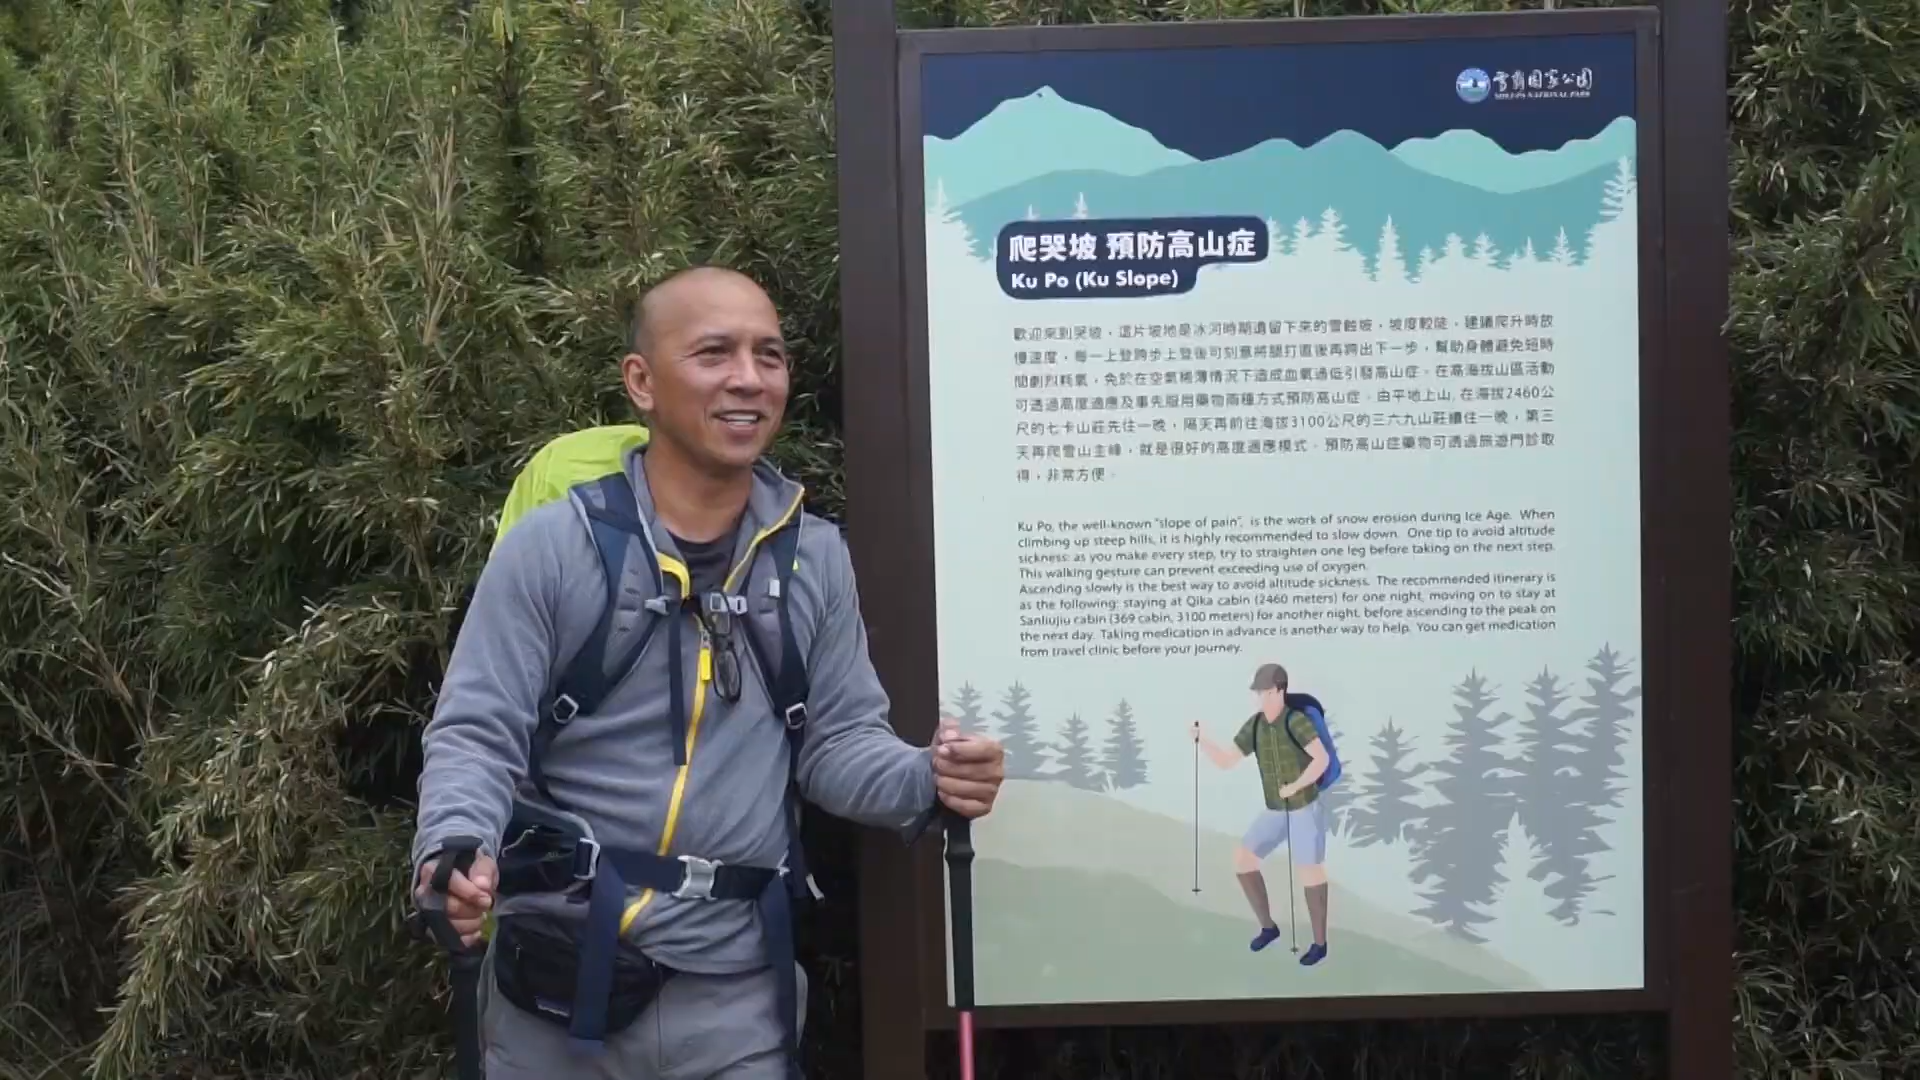 雪霸國家公園
SHEI-PA NATIONAL PARK
爬哭坡 預防高山症
Ku Po (Ku Slope)
歡迎來到哭坡，這片坡地是冰河時期遺留下來的雪蝕坡，坡度較陡，建議爬升時放
慢速度，每一上登跨步上登後可刻意將腿打直後再跨出下一步，幫助身體避免短時
間劇烈耗氧，免於在空氣稀薄情況下造成血氧過低引發高山症。在高海拔山區活動
可透過高度適應及事先服用藥物兩種方式預防高山症。由平地上山, 在海拔2460公
尺的七卡山莊先住一晚，隔天再前往海拔3100公尺的三六九山莊續住一晚，第三
天再爬雪山主峰，就是很好的高度適應模式。預防高山症藥物可透過旅遊門診取
得，非常方便。
Ku Po, the well-known "slope of pain", is the work of snow erosion during Ice Age. When
climbing up steep hills, it is highly recommended to slow down. One tip to avoid altitude
sickness: as you make every step, try to straighten one leg before taking on the next step.
This walking gesture can prevent exceeding use of oxygen.
Ascending slowly is the best way to avoid altitude sickness. The recommended itinerary is
as the following: staying at Qika cabin (2460 meters) for one night, moving on to stay at
Sanliujiu cabin (369 cabin, 3100 meters) for another night, before ascending to the peak on
the next day. Taking medication in advance is another way to help. You can get medication
from travel clinic before your journey.